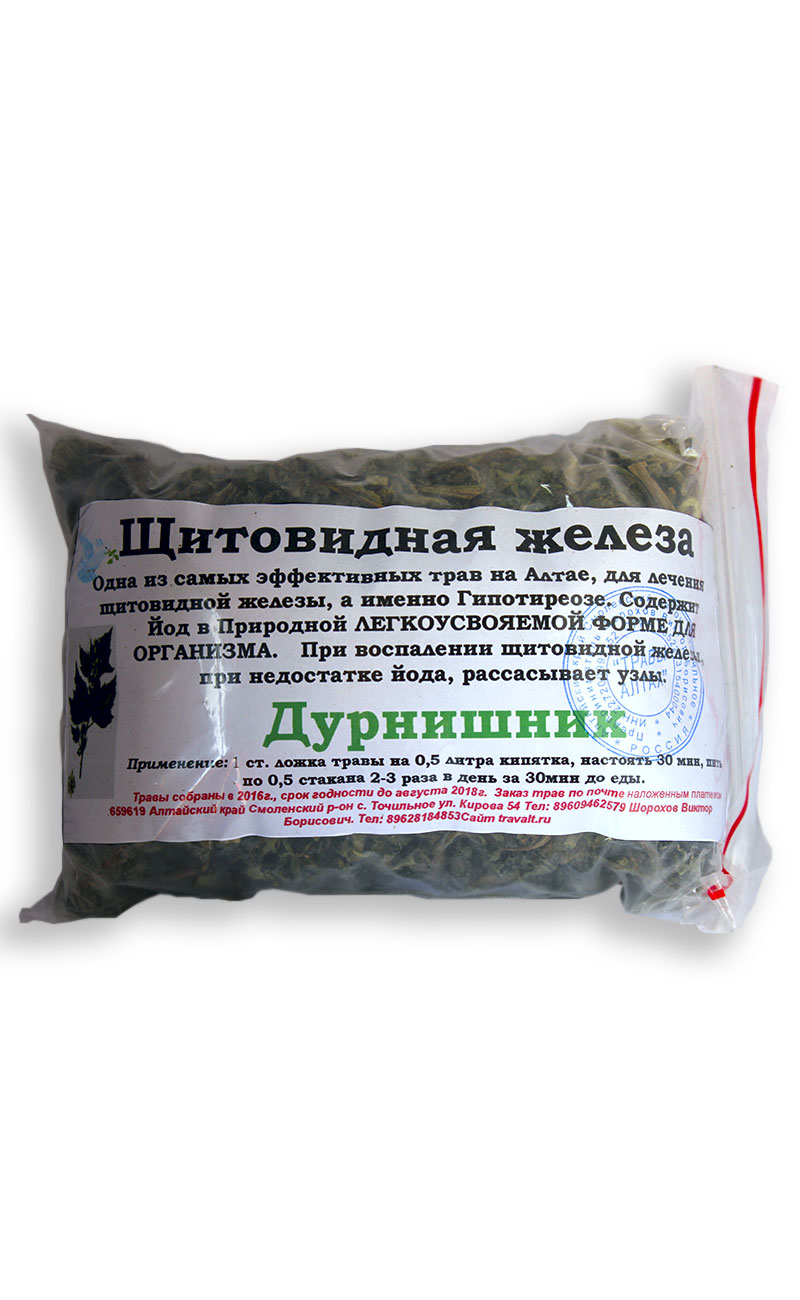 Щитовидная железа
Одна из самых эффективных трав на Алтае, для лечения
щитовидной железы, а именно Гипотиреозе. Содержит
Йод в Природной ЛЕГКОУСВОЯЕМОЙ ФОРМЕ ДЛЯ
ОРГАНИЗМА. При воспалении щитовидной железы,
при недостатке йода, рассасывает узлы.
Дурнишник
Применение: 1 ст. ложка травы на 0,5 литра кипятка, настоять 30 мин, пить
по 0,5 стакана 2-3 раза в день за 30мин до еды.
Травы собраны в 2016г., срок годности до августа 2018г. Заказ трав по почте наложенным
659619 Алтайский край Смоленский р-он с. Точильное ул. Кирова 54 Тел: 89609462579 Шорохов Виктор
Борисович. Тел: 89628184853Сайт travalt.ru
"ТРАВЫ
АЛТАЯ"
РОССИЯ